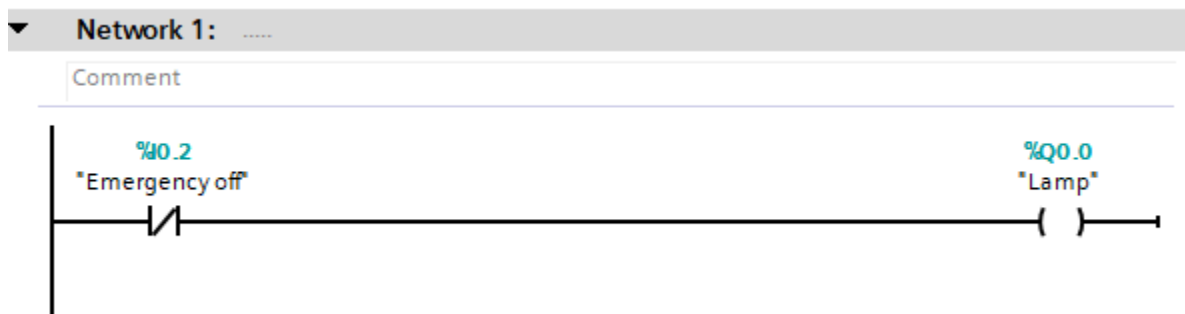 Network 1: .....
Comment
%I0.2
"Emergency off"
%Q0.0
"Lamp"